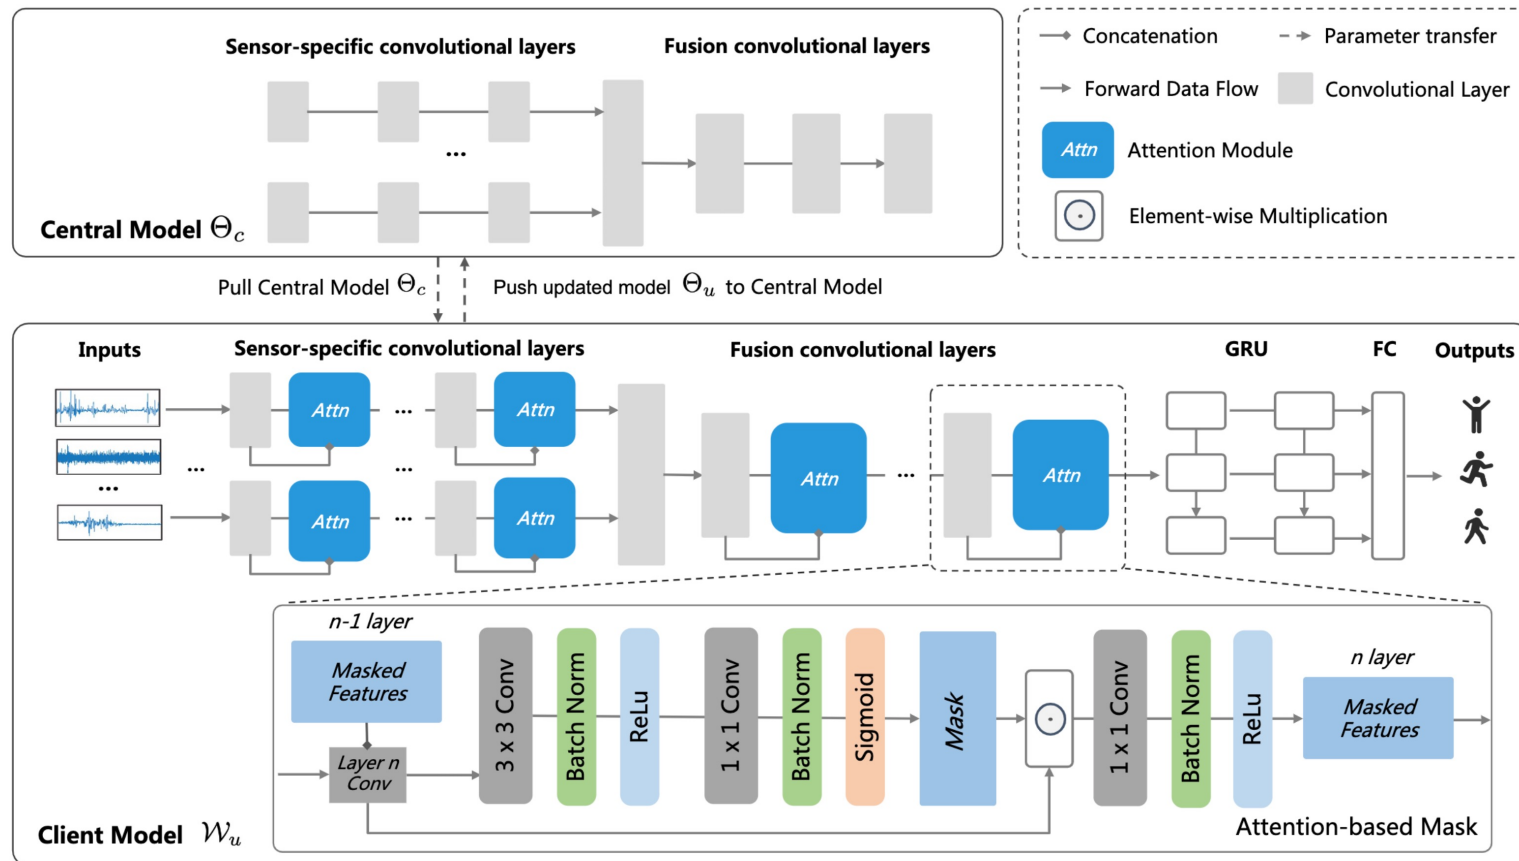 Sensor-specific convolutional layers
Fusion convolutional layers
...
Central Model Θc
Concatenation
Parameter transfer
Forward Data Flow
Convolutional Layer
Attn
Attention Module
Element-wise Multiplication
Pull Central Model Θc
Push updated model Θu to Central Model
Inputs
Sensor-specific convolutional layers
Fusion convolutional layers
GRU
FC
Outputs
Attn
...
Attn
...
...
...
Attn
...
Attn
Attn
...
Attn
n-1 layer
Masked
Features
Layer n
Conv
3 x 3 Conv
Batch Norm
ReLu
1 x 1 Conv
Batch Norm
Sigmoid
Mask
1 x 1 Conv
Batch Norm
ReLu
n layer
Masked
Features
Attention-based Mask
Client Model 𝒲u